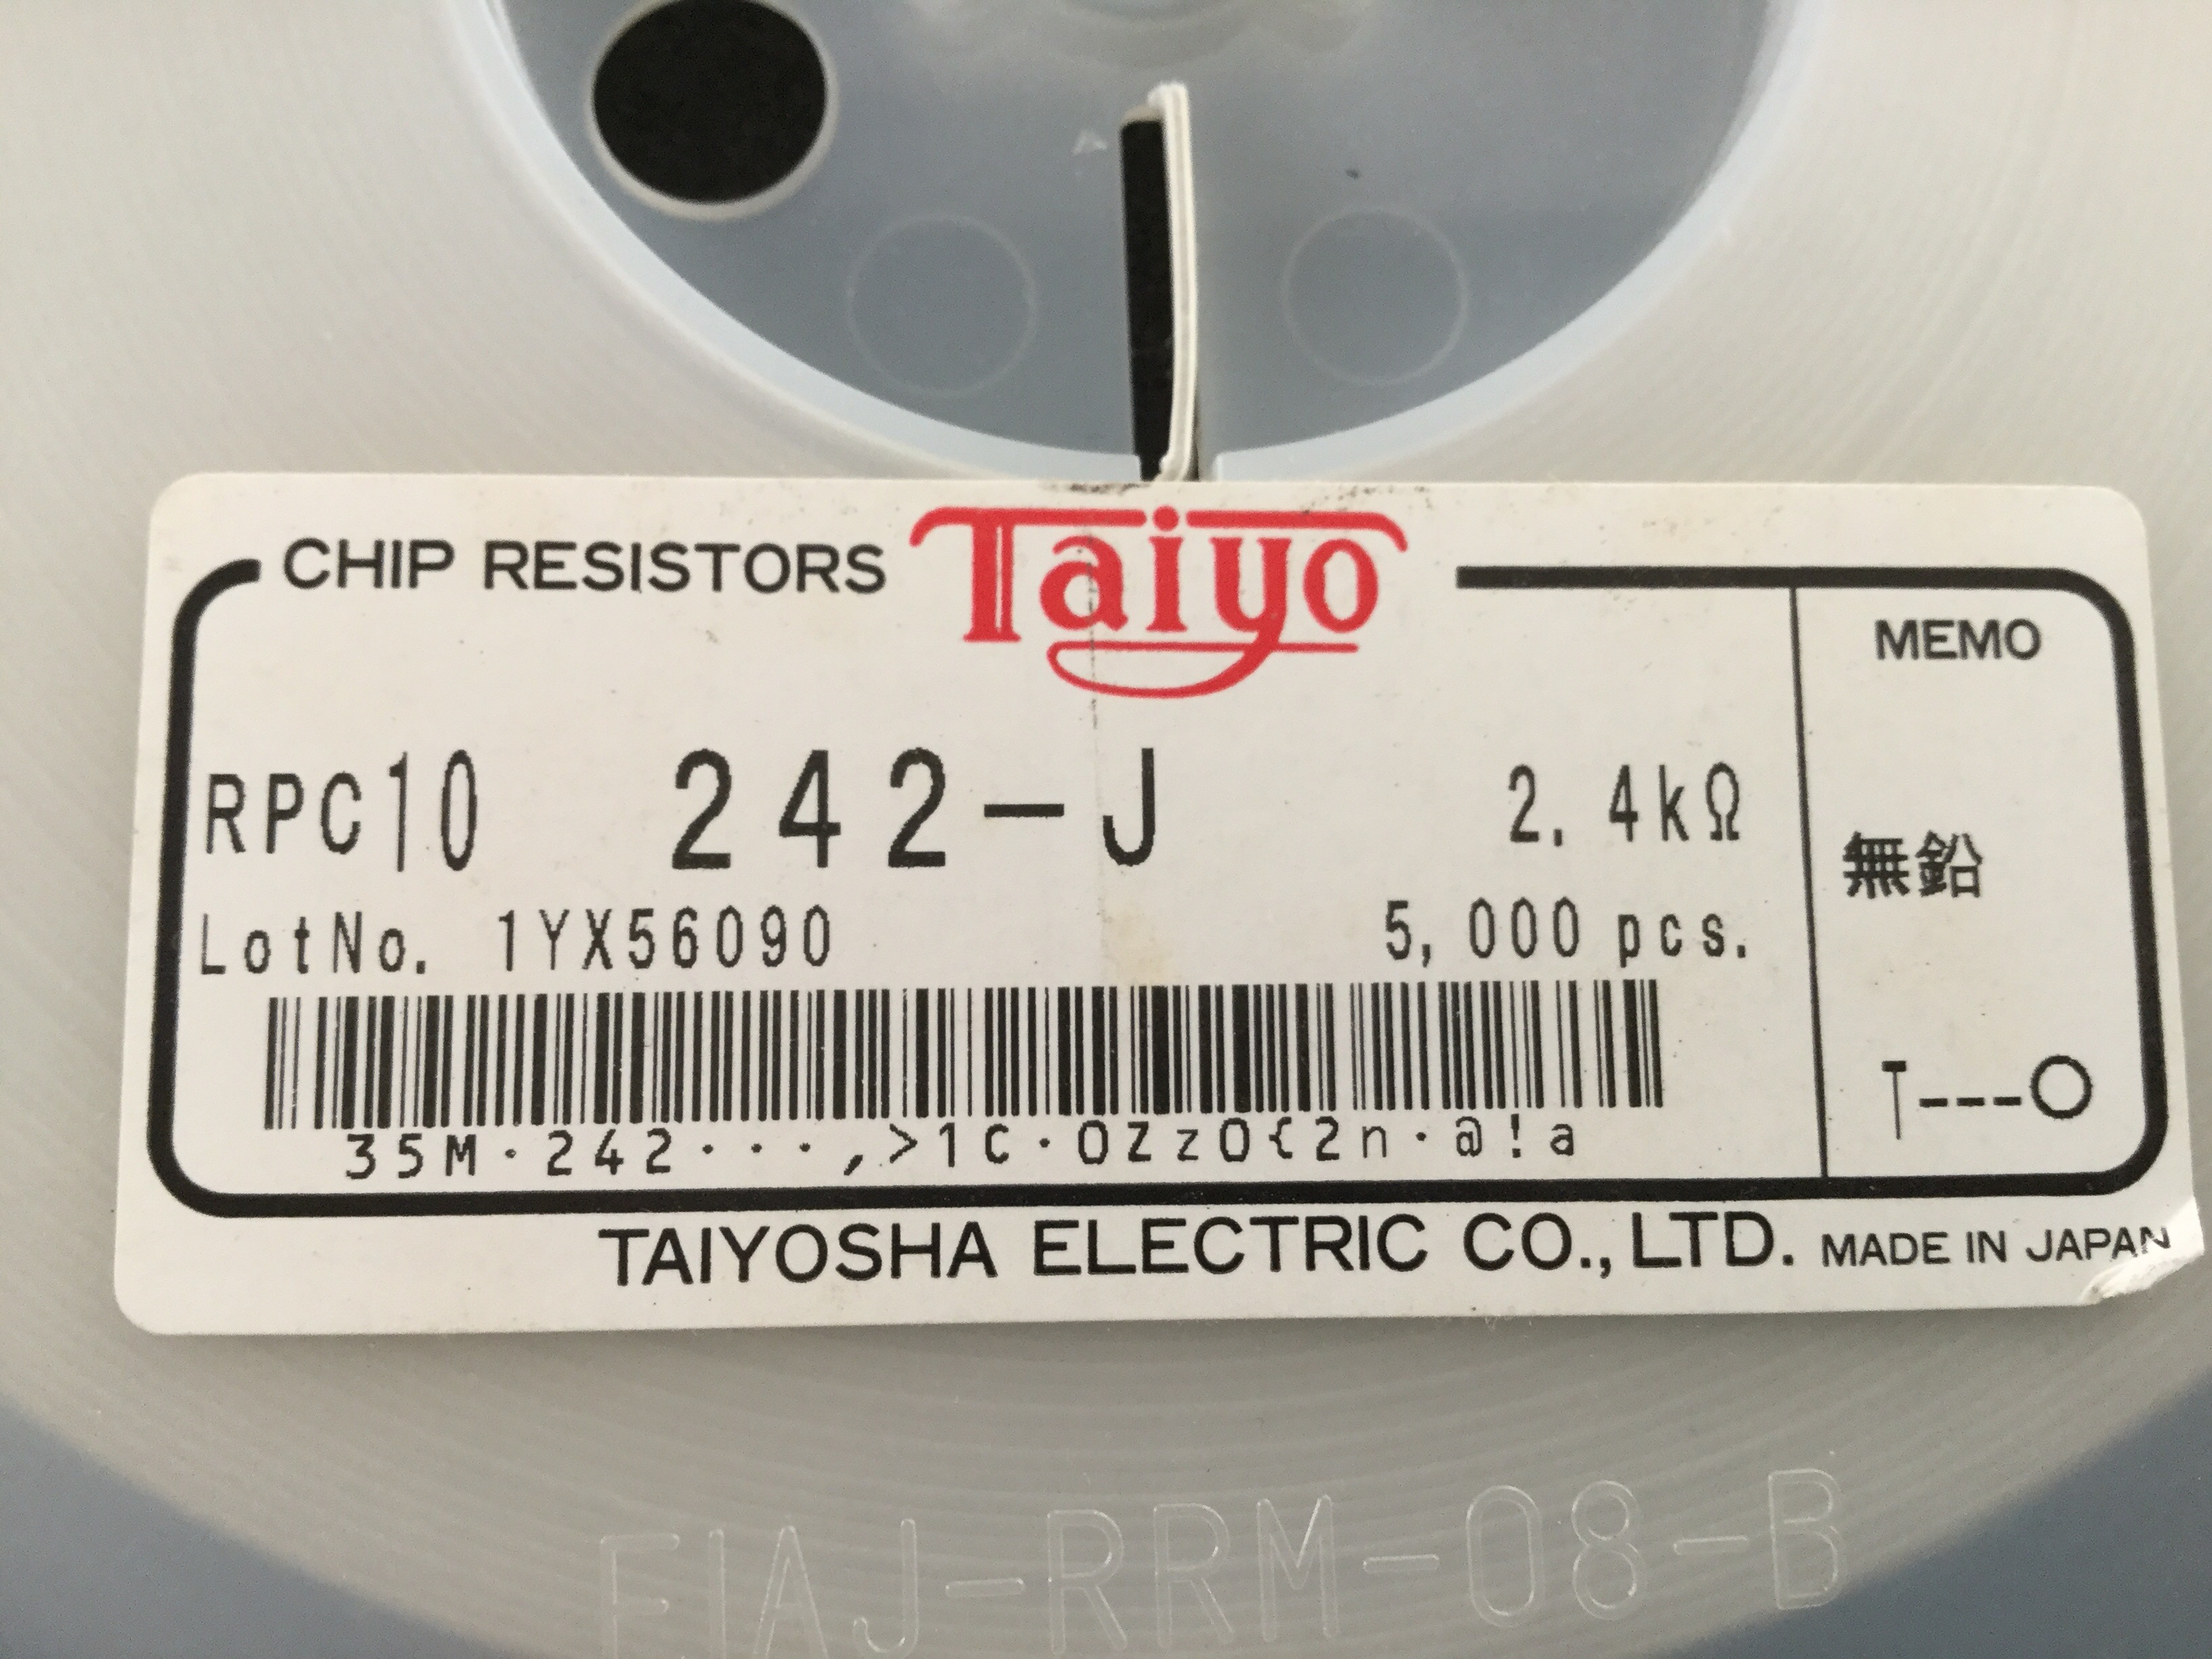 CHIP RESISTORS Taiyo
MEMO
RPC10 242-J 2.4kΩ
無鉛
LotNo. 1YX56090 5,000 pcs.
T---○
35M·242···,>1C·OZzO{2n·@!a
TAIYOSHA ELECTRIC CO., LTD. MADE IN JAPAN
EIAJ-RRM-08-B